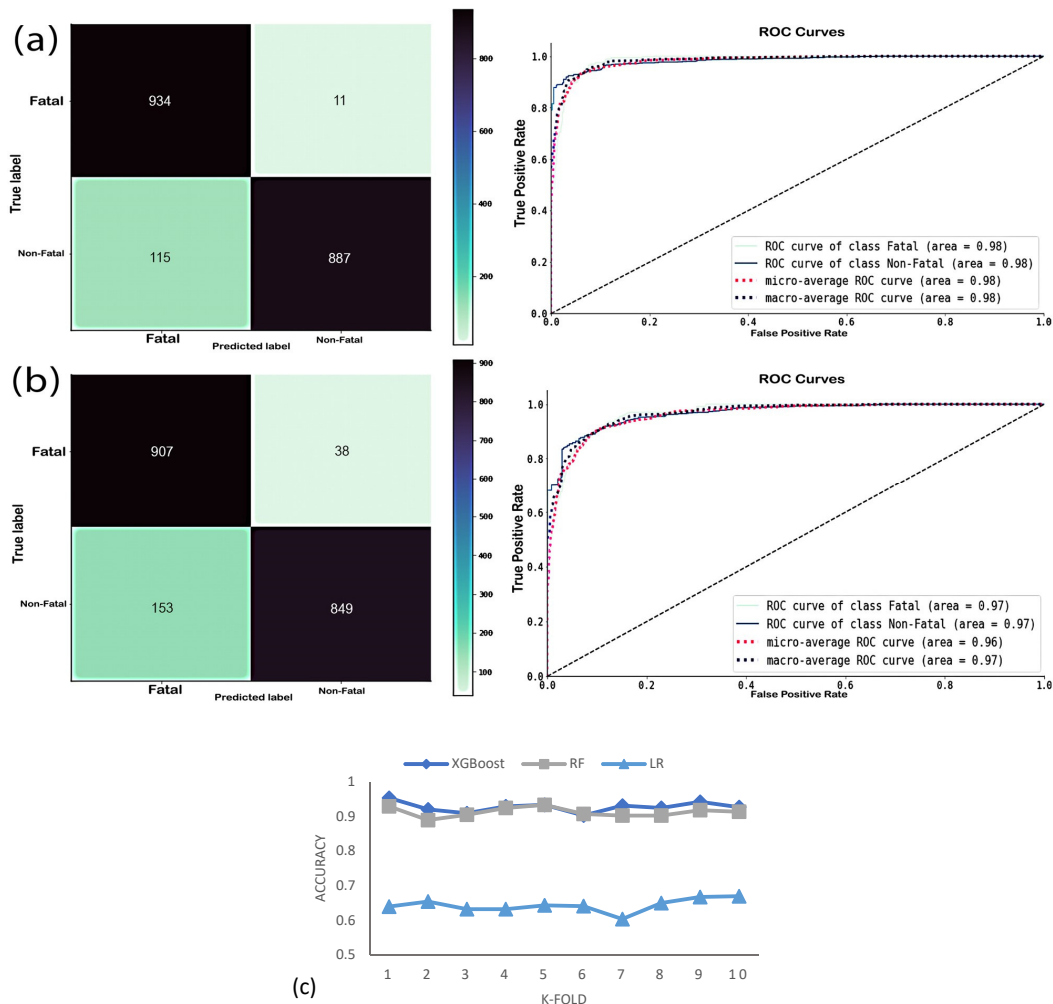 (a)
Fatal
934
11
Non-Fatal
115
887
True label
Fatal
Non-Fatal
Predicted label
800
600
400
200
ROC Curves
1.0
0.8
0.6
0.4
0.2
0.0
True Positive Rate
ROC curve of class Fatal (area = 0.98)
ROC curve of class Non-Fatal (area = 0.98)
micro-average ROC curve (area = 0.98)
macro-average ROC curve (area = 0.98)
0.0 0.2 0.4 0.6 0.8 1.0
False Positive Rate
(b)
Fatal
907
38
Non-Fatal
153
849
True label
Fatal
Non-Fatal
Predicted label
900
800
700
600
500
400
300
200
100
ROC Curves
1.0
0.8
0.6
0.4
0.2
0.0
True Positive Rate
ROC curve of class Fatal (area = 0.97)
ROC curve of class Non-Fatal (area = 0.97)
micro-average ROC curve (area = 0.96)
macro-average ROC curve (area = 0.97)
0.0 0.2 0.4 0.6 0.8 1.0
False Positive Rate
XGBoost RF LR
1
0.9
0.8
0.7
0.6
0.5
ACCURACY
1 2 3 4 5 6 7 8 9 10
K-FOLD
(c)